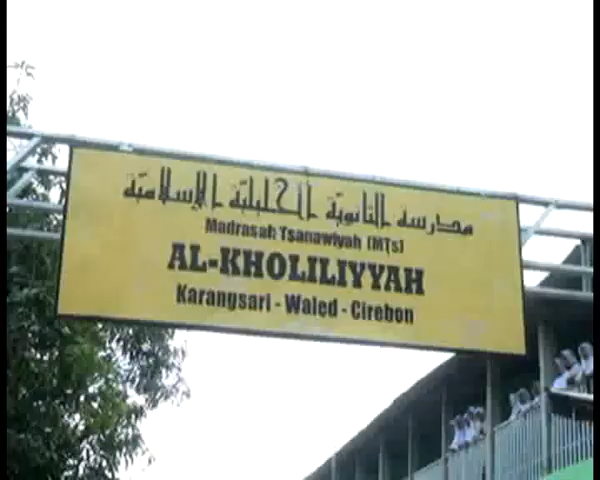 مدرسة الثانوية الخليلية الإسلامية
Madrasah Tsanawiyah (MTs)
AL-KHOLILIYYAH
Karangsari - Waled - Cirebon